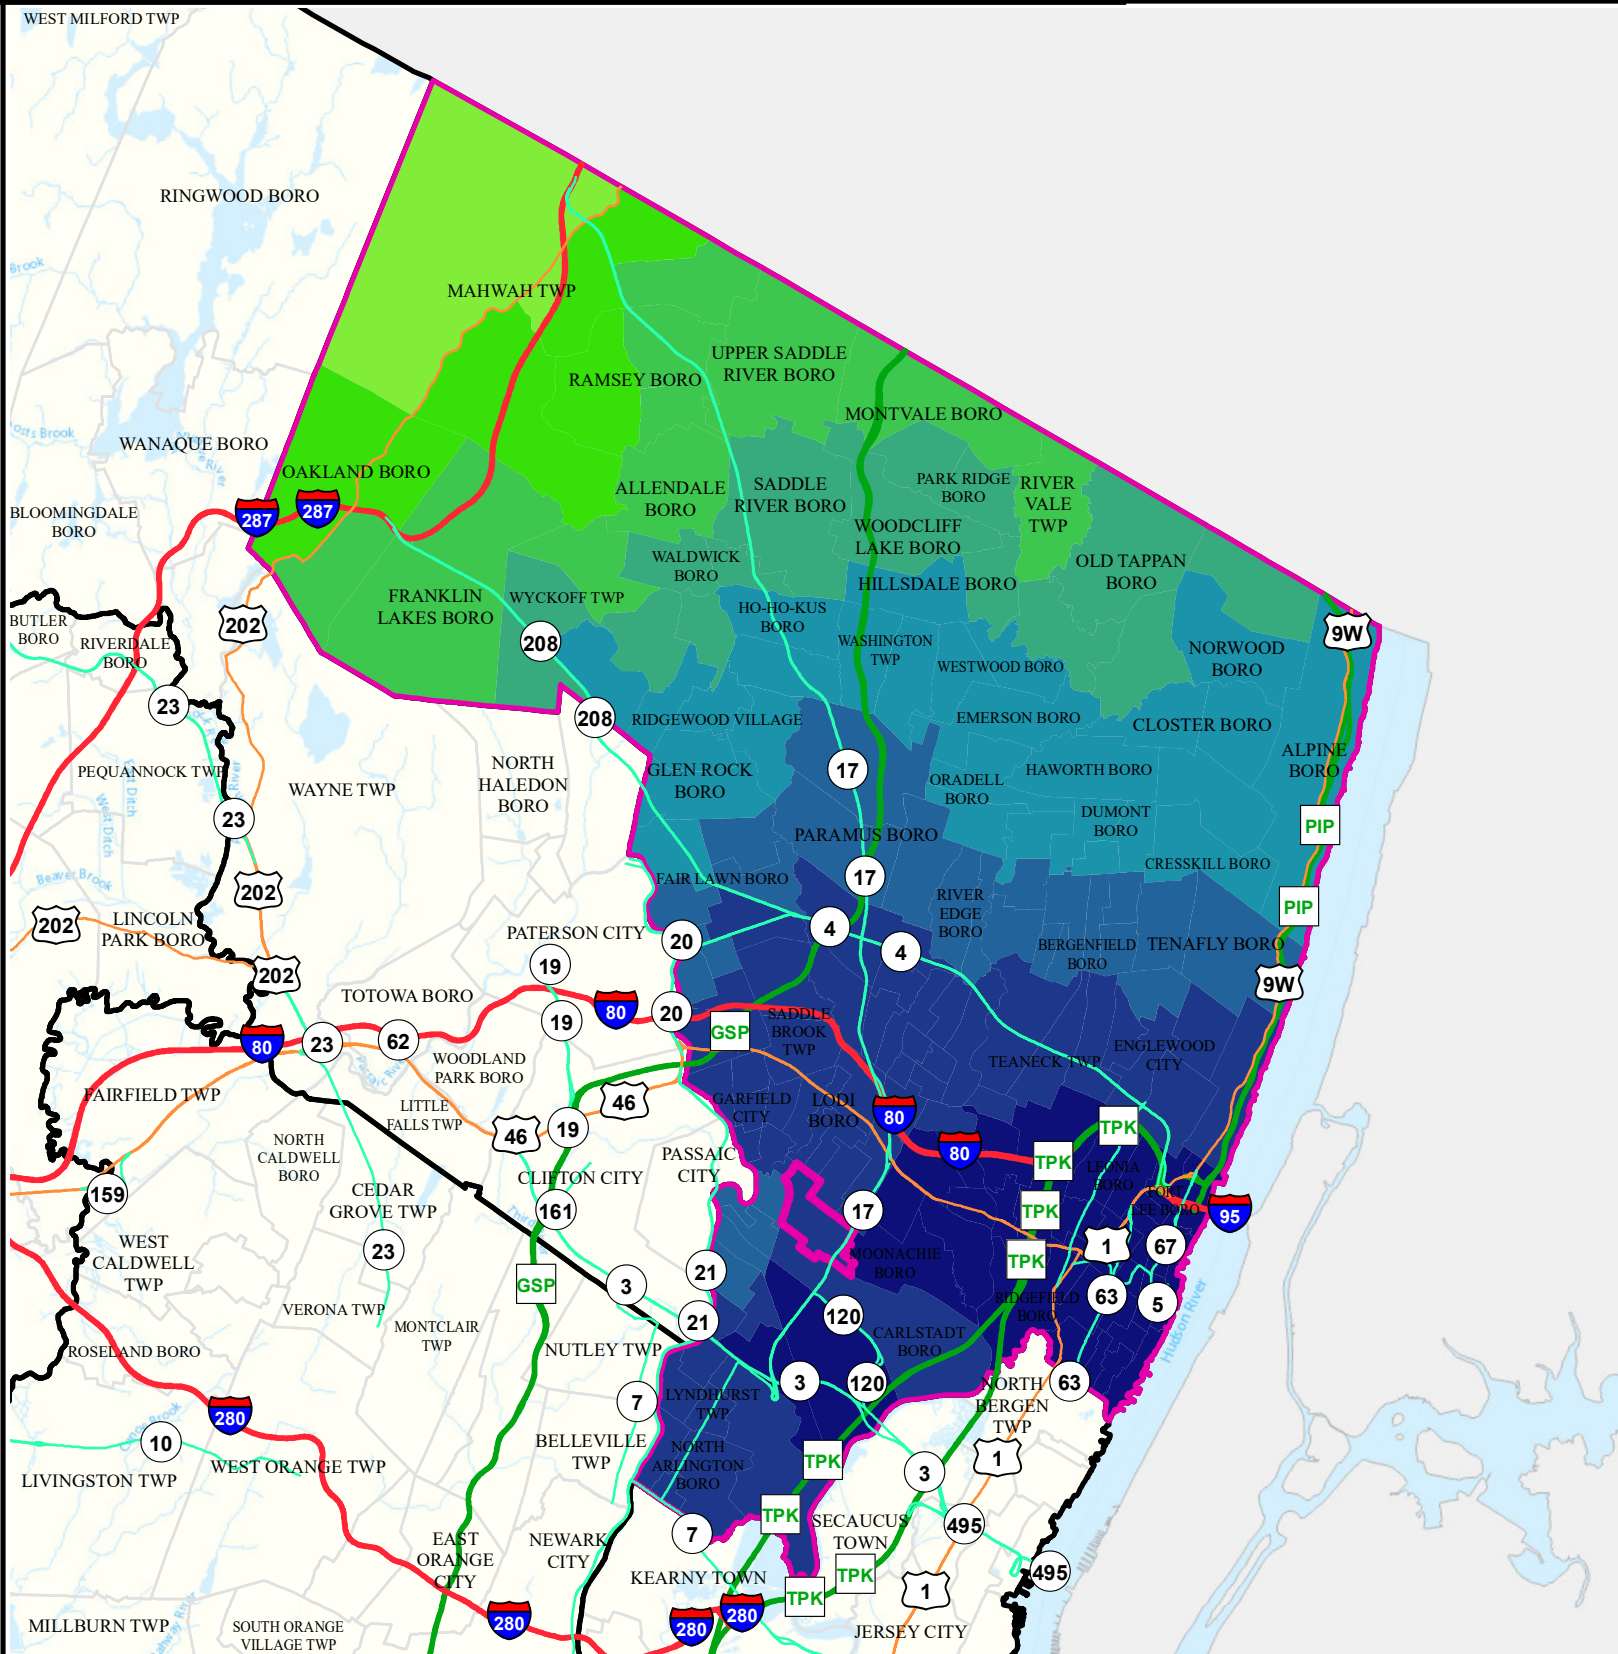 WEST MILFORD TWP
RINGWOOD BORO
Brook
MAHWAH TWP
UPPER SADDLE
RIVER BORO
RAMSEY BORO
MONTVALE BORO
WANAQUE BORO
OAKLAND BORO
ALLENDALE
BORO
SADDLE
RIVER BORO
PARK RIDGE
BORO
RIVER
VALE
TWP
BLOOMINGDALE
BORO
287
287
WOODCLIFF
LAKE BORO
WALDWICK
BORO
OLD TAPPAN
BORO
HILLSDALE BORO
FRANKLIN
LAKES BORO
WYCKOFF TWP
HO-HO-KUS
BORO
BUTLER
BORO
RIVERDALE
BORO
202
208
WASHINGTON
TWP
WESTWOOD BORO
NORWOOD
BORO
9W
23
208
RIDGEWOOD VILLAGE
EMERSON BORO
CLOSTER BORO
PEQUANNOCK TWP
West Ditch
WAYNE TWP
NORTH
HALEDON
BORO
GLEN ROCK
BORO
17
ORADELL
BORO
HAWORTH BORO
ALPINE
BORO
23
DUMONT
BORO
PIP
PARAMUS BORO
CRESSKILL BORO
Beaver Brook
202
FAIR LAWN BORO
17
PIP
202
LINCOLN
PARK BORO
PATERSON CITY
20
4
4
RIVER
EDGE
BORO
BERGENFIELD
BORO
TENAFLY BORO
202
19
9W
TOTOWA BORO
80
20
19
GSP
SADDLE
BROOK
TWP
80
23
62
WOODLAND
PARK BORO
TEANECK TWP
ENGLEWOOD
CITY
FAIRFIELD TWP
LITTLE
FALLS TWP
46
46
19
GARFIELD
CITY
LODI
BORO
80
80
TPK
TPK
NORTH
CALDWELL
BORO
PASSAIC
CITY
CLIFTON CITY
LEONIA
BORO
159
CEDAR
GROVE TWP
161
17
TPK
FORT
LEE BORO
95
WEST
CALDWELL
TWP
23
GSP
21
3
MOONACHIE
BORO
TPK
1
67
VERONA TWP
MONTCLAIR
TWP
21
120
RIDGEFIELD
BORO
63
5
Hudson River
ROSELAND BORO
NUTLEY TWP
CARLSTADT
BORO
280
7
LYNDHURST
TWP
3
120
NORTH
BERGEN
TWP
63
10
BELLEVILLE
TWP
NORTH
ARLINGTON
BORO
TPK
3
1
LIVINGSTON TWP
WEST ORANGE TWP
TPK
SECAUCUS
TOWN
495
EAST
ORANGE
CITY
NEWARK
CITY
7
KEARNY TOWN
TPK
TPK
1
495
MILLBURN TWP
SOUTH ORANGE
VILLAGE TWP
280
280
280
JERSEY CITY